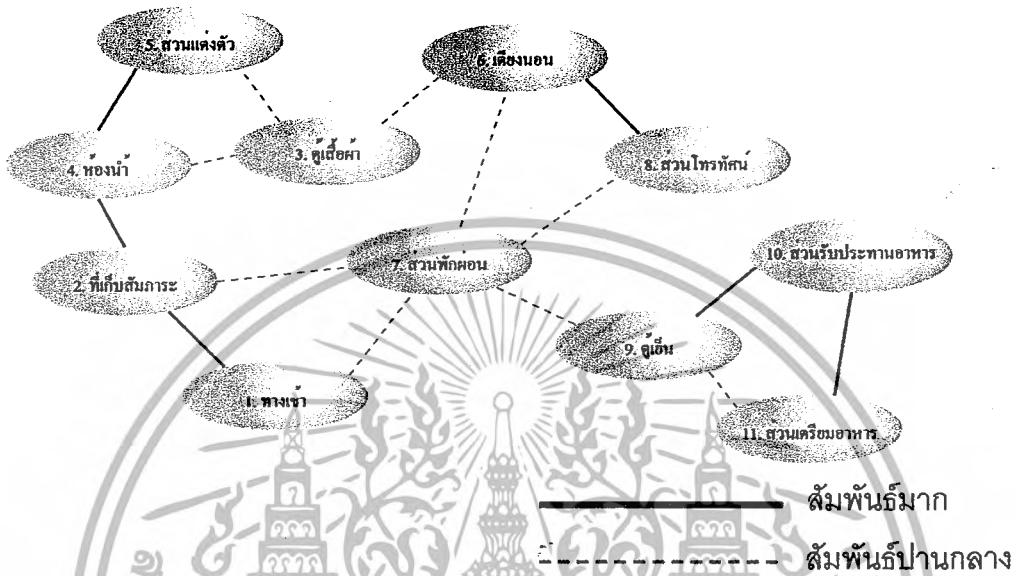 5. ส่วนแต่งตัว
6. เตียงนอน
4. ห้องน้ำ
3. ตู้เสื้อผ้า
8. ส่วนโทรทัศน์
2. ที่เก็บสัมภาระ
7. ส่วนพักผ่อน
10. ส่วนรับประทานอาหาร
9. ตู้เย็น
1. ทางเข้า
11. ส่วนเตรียมอาหาร
สัมพันธ์มาก
สัมพันธ์ปานกลาง